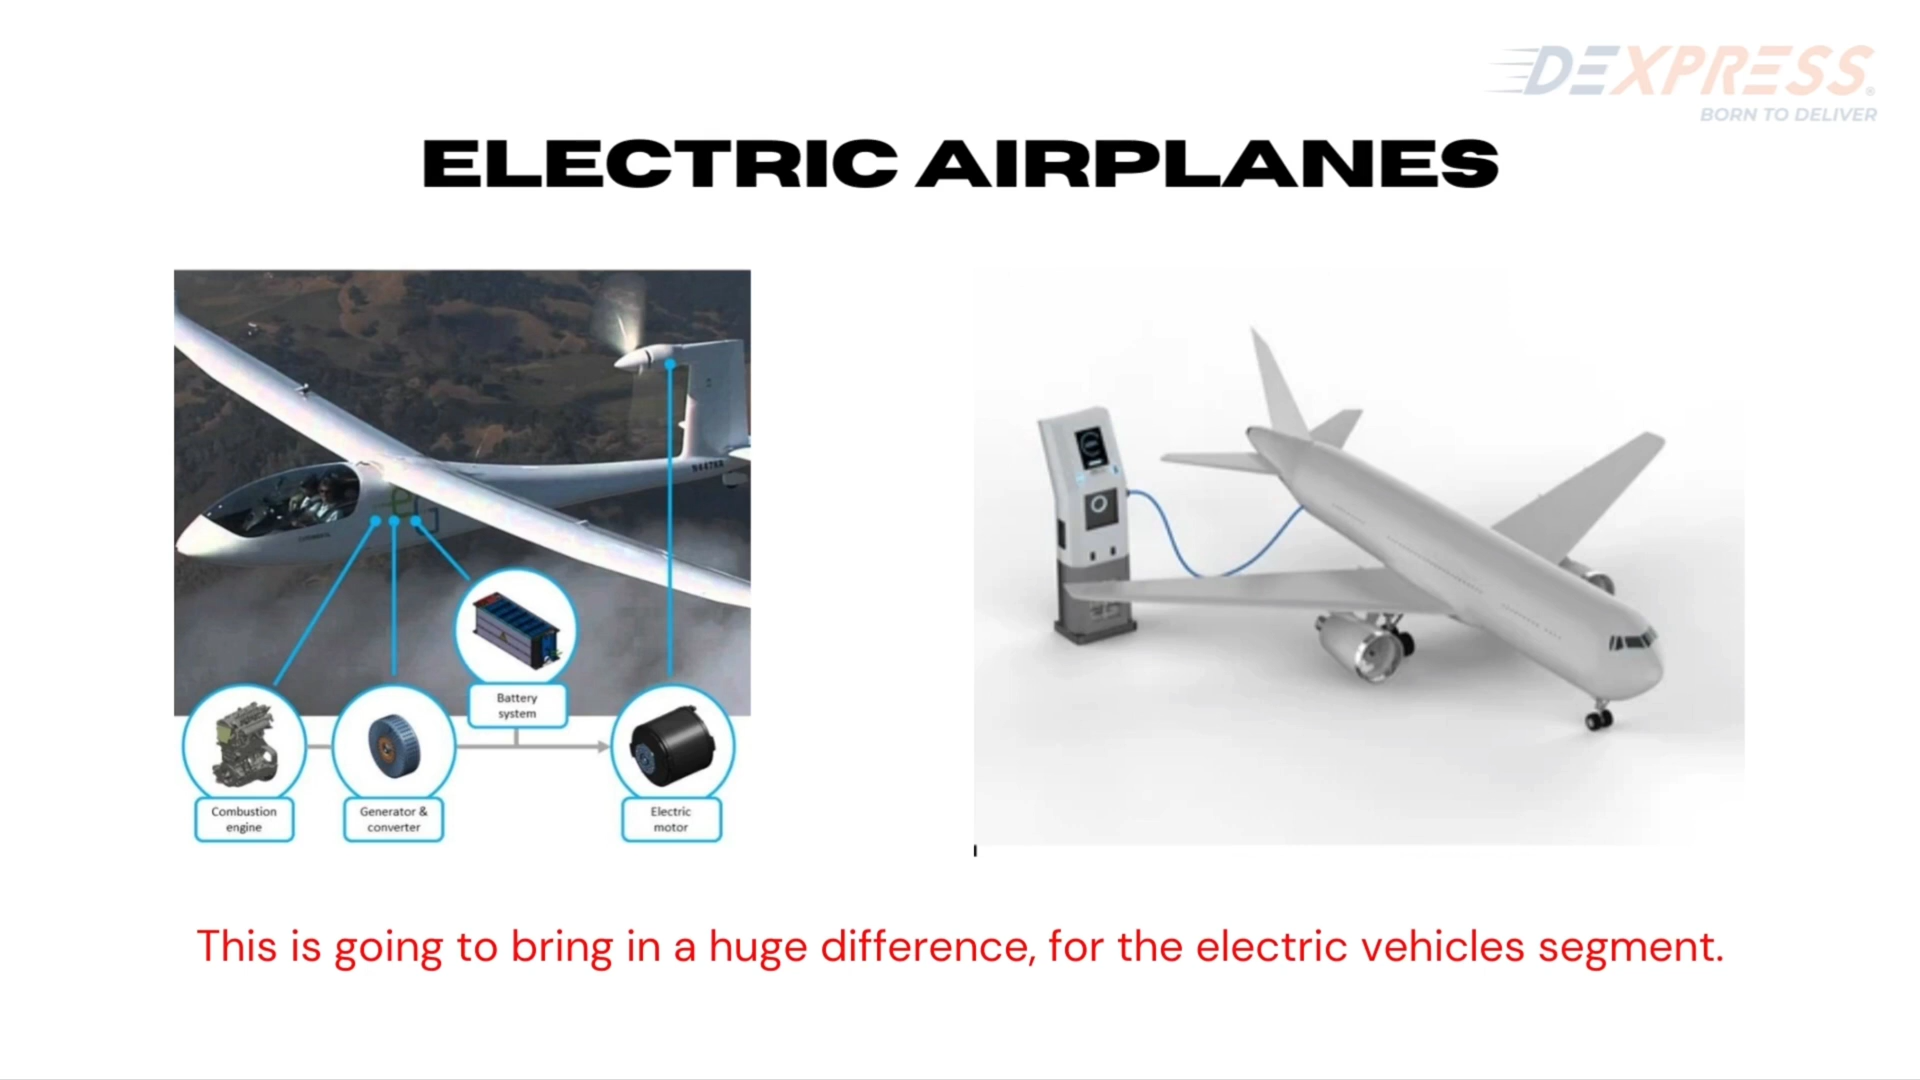 DEXPRESS®
BORN TO DELIVER
ELECTRIC AIRPLANES
Battery
system
Combustion
engine
Generator &
converter
Electric
motor
This is going to bring in a huge difference, for the electric vehicles segment.